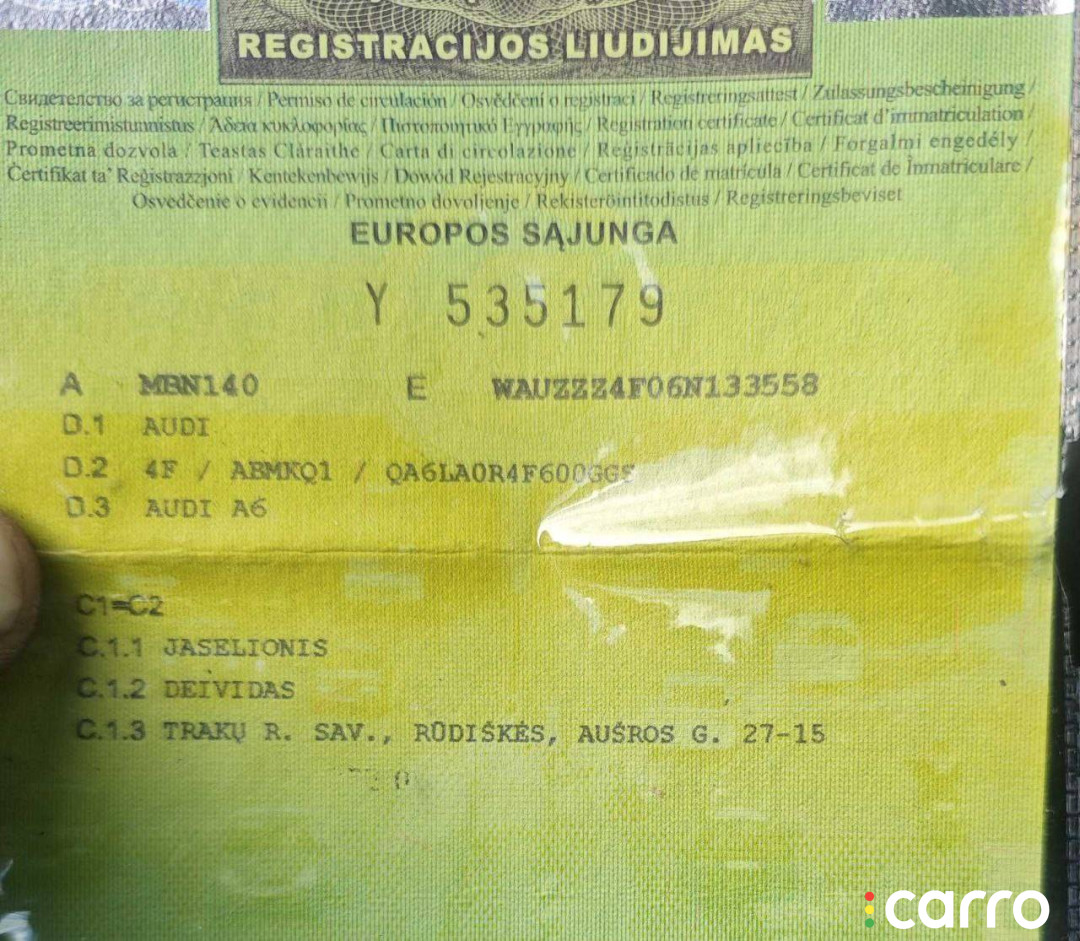 REGISTRACIJOS LIUDIJIMAS
Свидетелство за регистрация / Permiso de circulación / Osvědčení o registraci / Registreringsattest / Zulassungsbescheinigung /
Registreerimistunnistus / Άδεια κυκλοφορίας / Πιστοποιητικό Εγγραφής / Registration certificate / Certificat d'immatriculation /
Prometna dozvola / Teastas Cláraithe / Carta di circolazione / Reģistrācijas apliecība / Forgalmi engedély /
Ċertifikat ta' Reġistrazzjoni / Kentekenbewijs / Dowód Rejestracyjny / Certificado de matrícula / Certificat de Înmatriculare /
Osvedčenie o evidencii / Prometno dovoljenje / Rekisteröintitodistus / Registreringsbeviset
EUROPOS SĄJUNGA
Y 535179
A MBN140 E WAUZZZ4F06N133558
D.1 AUDI
D.2 4F / ABMKQ1 / QA6LA0R4F600GGS
D.3 AUDI A6
C1=C2
C.1.1 JASELIONIS
C.1.2 DEIVIDAS
C.1.3 TRAKŲ R. SAV., RŪDIŠKĖS, AUŠROS G. 27-15
carro